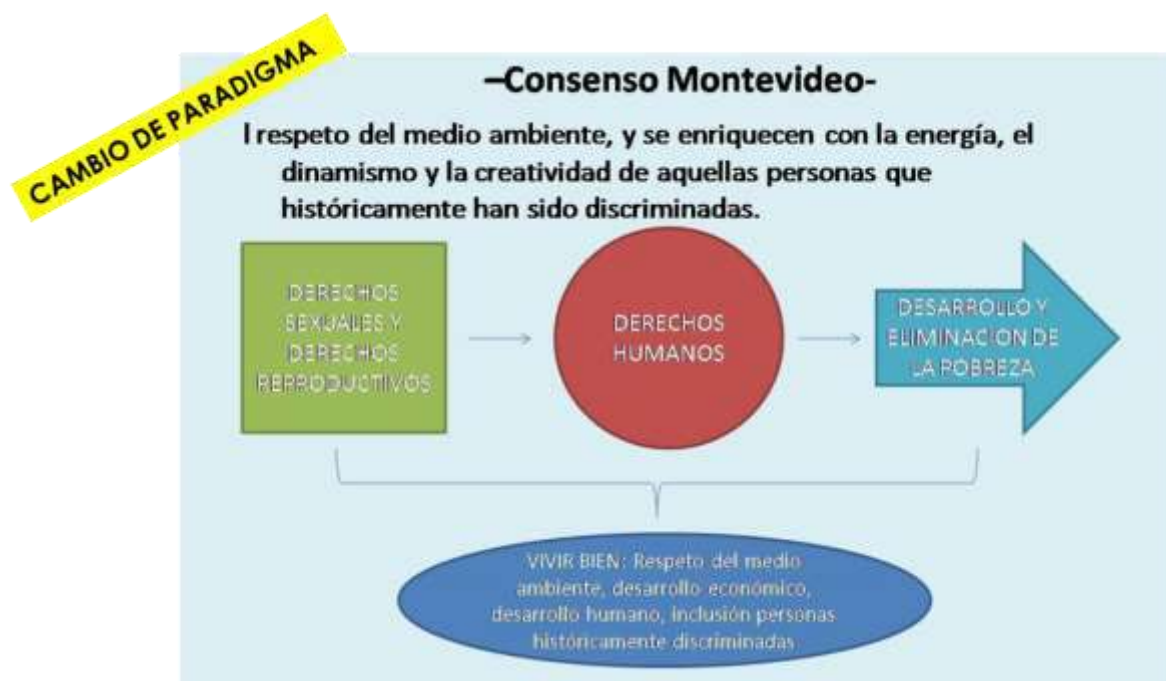 CAMBIO DE PARADIGMA
–Consenso Montevideo-
l respeto del medio ambiente, y se enriquecen con la energía, el
dinamismo y la creatividad de aquellas personas que
históricamente han sido discriminadas.
DERECHOS
SEXUALES Y
DERECHOS
REPRODUCTIVOS
DERECHOS
HUMANOS
DESARROLLO Y
ELIMINACION DE
LA POBREZA
VIVIR BIEN: Respeto del medio
ambiente, desarrollo económico,
desarrollo humano, inclusión personas
históricamente discriminadas